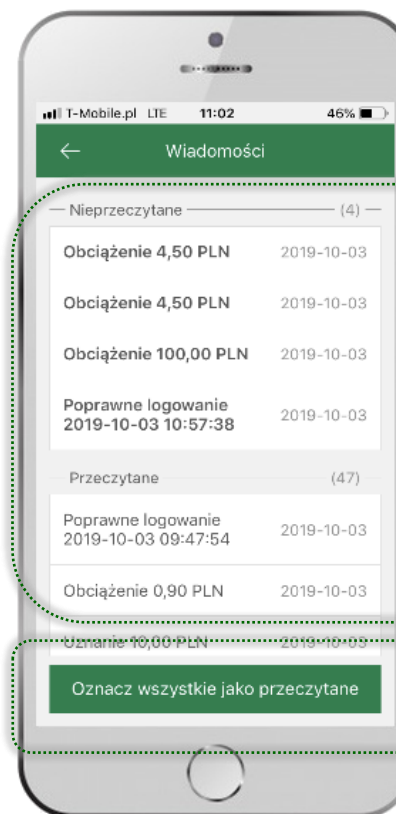 T-Mobile.pl LTE 11:02 46%
Wiadomości
Nieprzeczytane (4)
Obciążenie 4,50 PLN 2019-10-03
Obciążenie 4,50 PLN 2019-10-03
Obciążenie 100,00 PLN 2019-10-03
Poprawne logowanie
2019-10-03 10:57:38 2019-10-03
Przeczytane (47)
Poprawne logowanie
2019-10-03 09:47:54 2019-10-03
Obciążenie 0,90 PLN 2019-10-03
Uznanie 10,00 PLN 2019-10-03
Oznacz wszystkie jako przeczytane